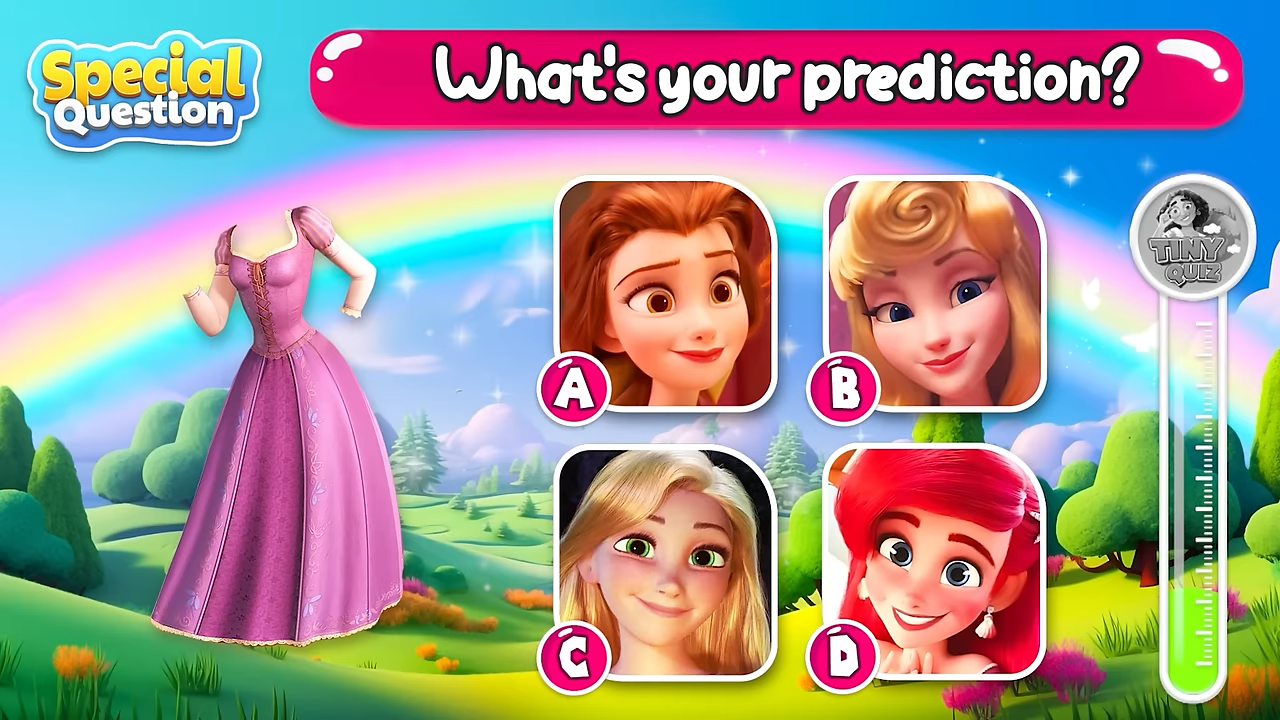 Special
Question
What's your prediction?
A
B
C
D
TINY
QUIZ